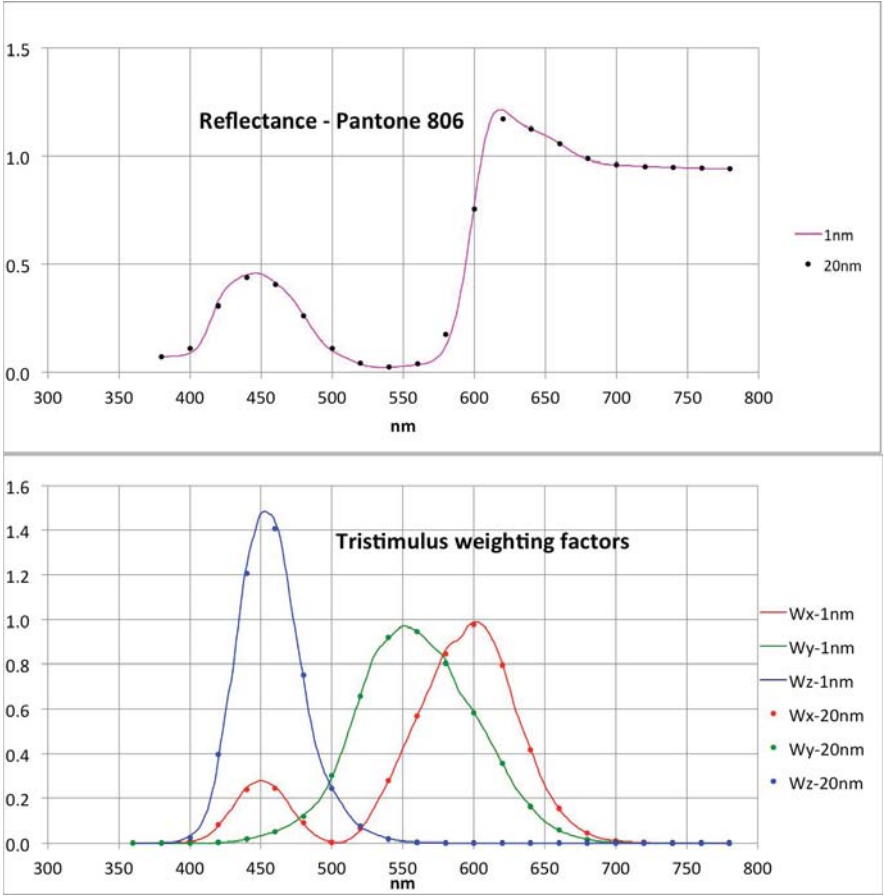 1.5
Reflectance - Pantone 806
1.0
1nm
0.5
20nm
0.0
300 350 400 450 500 550 600 650 700 750 800
nm
1.6
1.4
Tristimulus weighting factors
1.2
1.0
Wx-1nm
Wy-1nm
0.8
Wz-1nm
0.6
Wx-20nm
0.4
Wy-20nm
0.2
Wz-20nm
0.0
300 350 400 450 500 550 600 650 700 750 800
nm